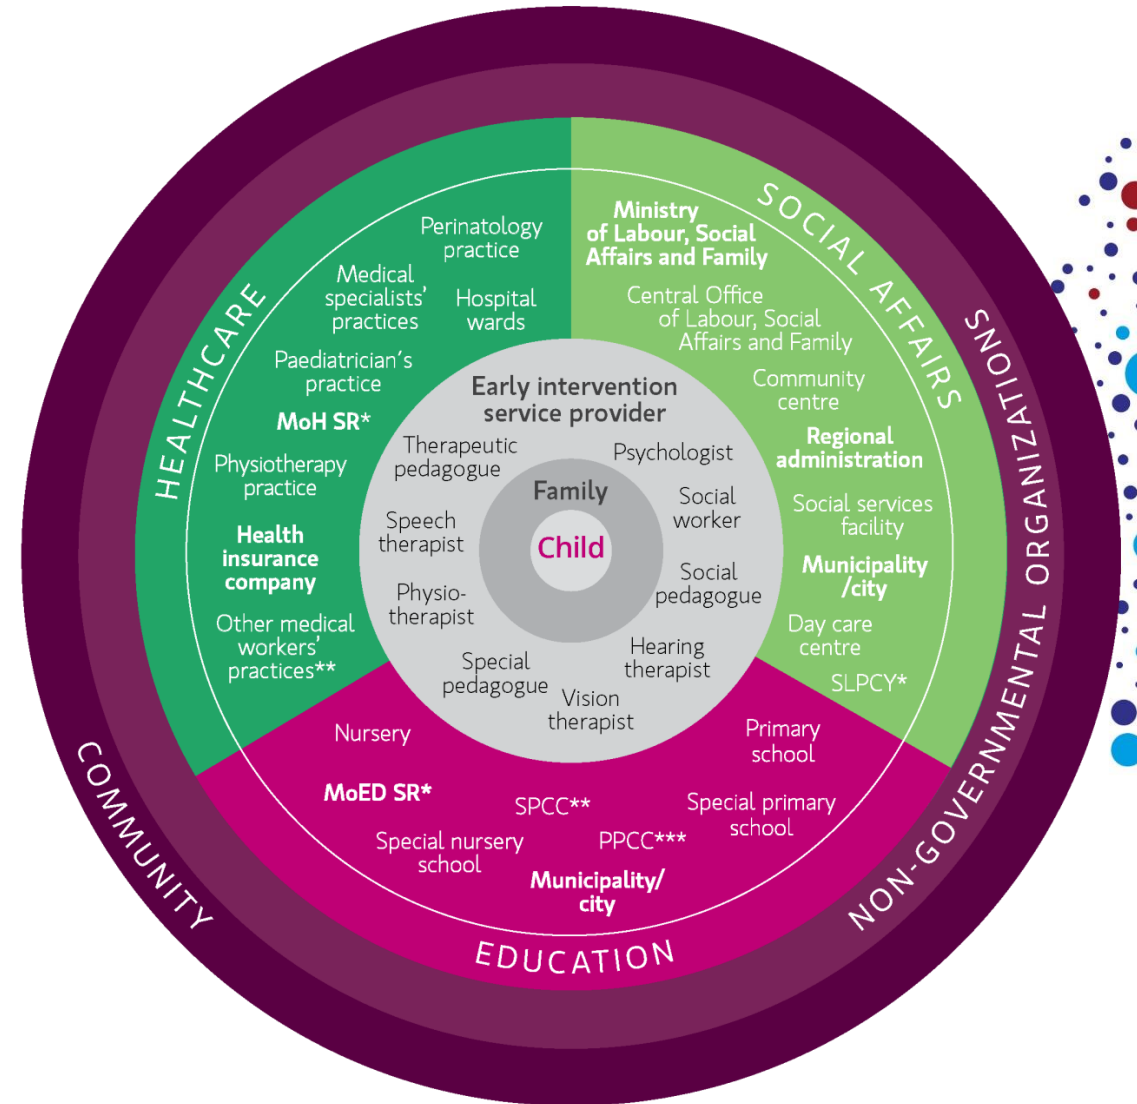 HEALTHCARE
Perinatology
practice
Medical
specialists'
practices
Hospital
wards
Paediatrician's
practice
MoH SR*
Physiotherapy
practice
Health
insurance
company
Other medical
workers'
practices**
SOCIAL AFFAIRS
Ministry
of Labour, Social
Affairs and Family
Central Office
of Labour, Social
Affairs and Family
Community
centre
Regional
administration
Social services
facility
Municipality
/city
Day care
centre
SLPCY*
Early intervention
service provider
Therapeutic
pedagogue
Psychologist
Speech
therapist
Social
worker
Physio-
therapist
Social
pedagogue
Special
pedagogue
Hearing
therapist
Vision
therapist
Family
Child
Nursery
Primary
school
MoED SR*
SPCC**
Special primary
school
Special nursery
school
PPCC***
Municipality/
city
EDUCATION
COMMUNITY
NON-GOVERNMENTAL ORGANIZATIONS